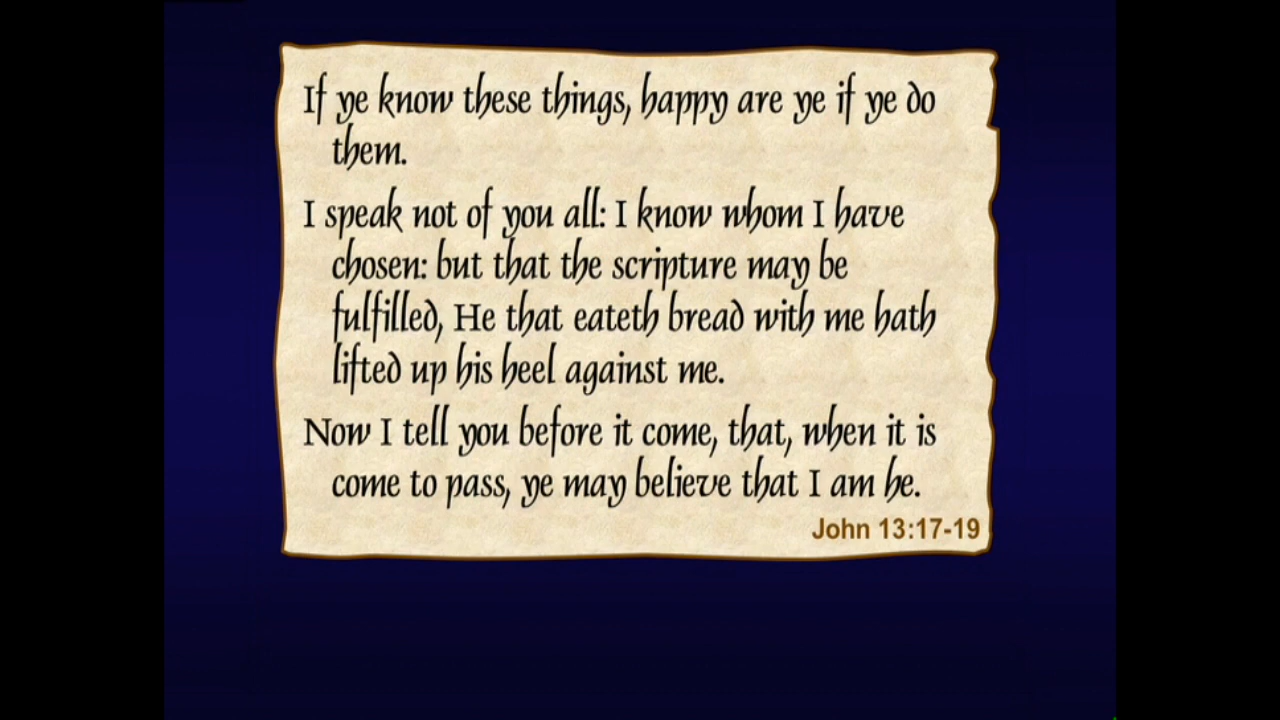 If ye know these things, happy are ye if ye do
them.
I speak not of you all: I know whom I have
chosen: but that the scripture may be
fulfilled, He that eateth bread with me hath
lifted up his heel against me.
Now I tell you before it come, that, when it is
come to pass, ye may believe that I am he.
John 13:17-19